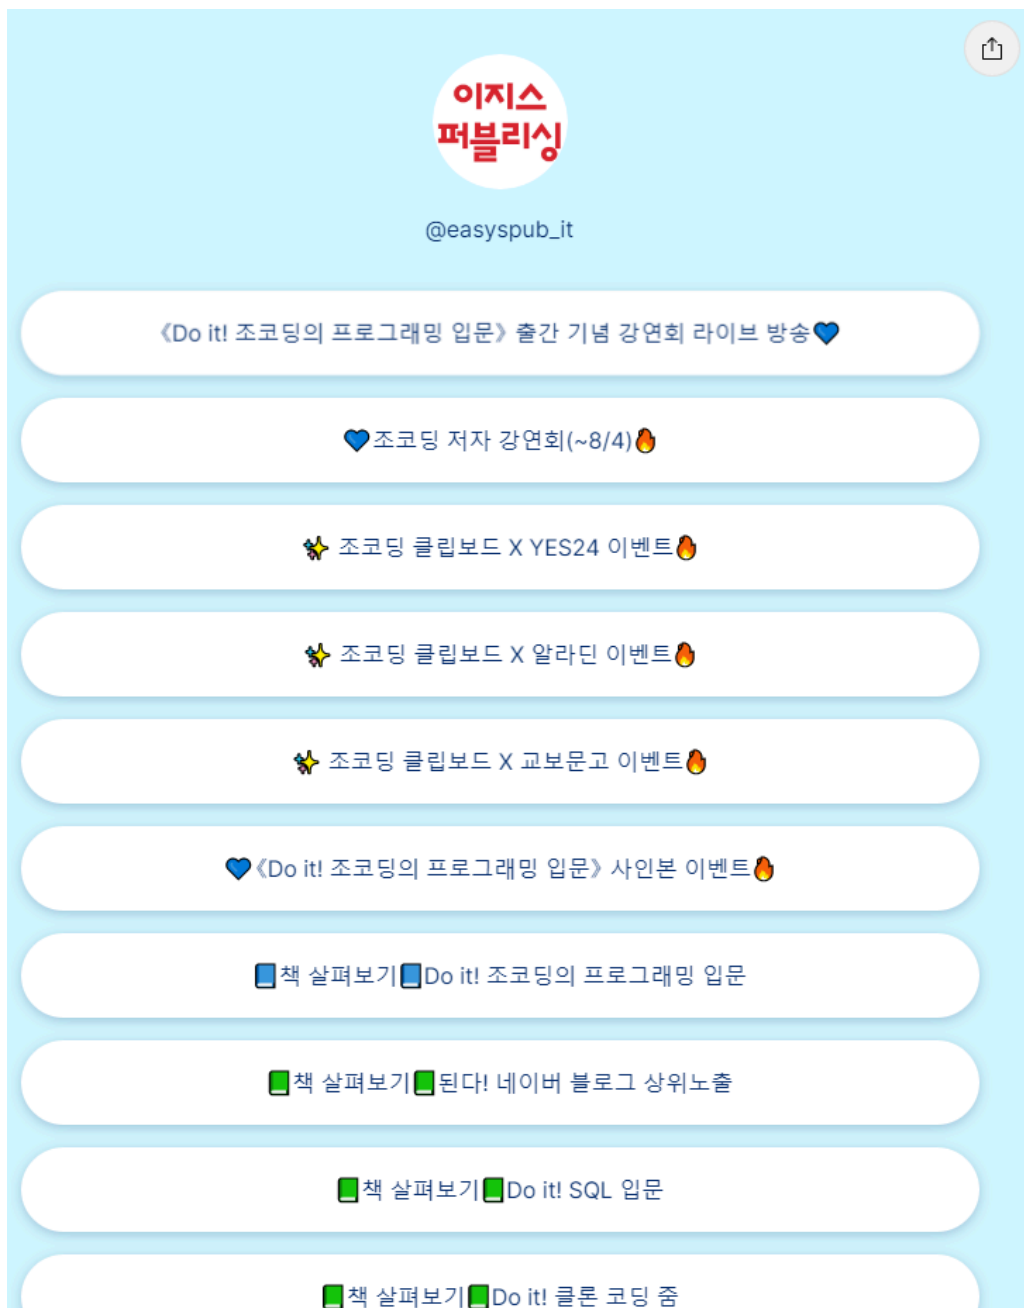 이지스
퍼블리싱
@easyspub_it
《Do it! 조코딩의 프로그래밍 입문》 출간 기념 강연회 라이브 방송💙
💙조코딩 저자 강연회(~8/4)🔥
✨ 조코딩 클립보드 X YES24 이벤트🔥
✨ 조코딩 클립보드 X 알라딘 이벤트🔥
✨ 조코딩 클립보드 X 교보문고 이벤트🔥
💙《Do it! 조코딩의 프로그래밍 입문》 사인본 이벤트🔥
📘책 살펴보기📘Do it! 조코딩의 프로그래밍 입문
📗책 살펴보기📗된다! 네이버 블로그 상위노출
📗책 살펴보기📗Do it! SQL 입문
📗책 살펴보기📗Do it! 클론 코딩 줌